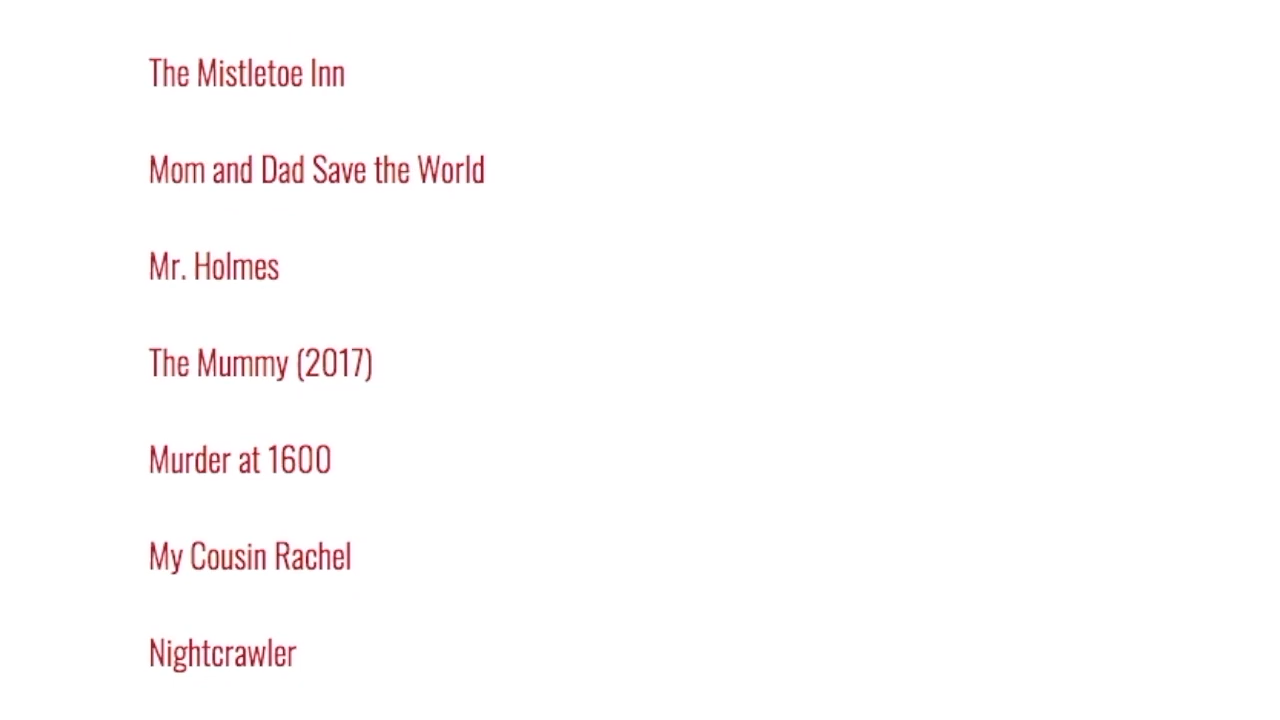 The Mistletoe Inn
Mom and Dad Save the World
Mr. Holmes
The Mummy (2017)
Murder at 1600
My Cousin Rachel
Nightcrawler